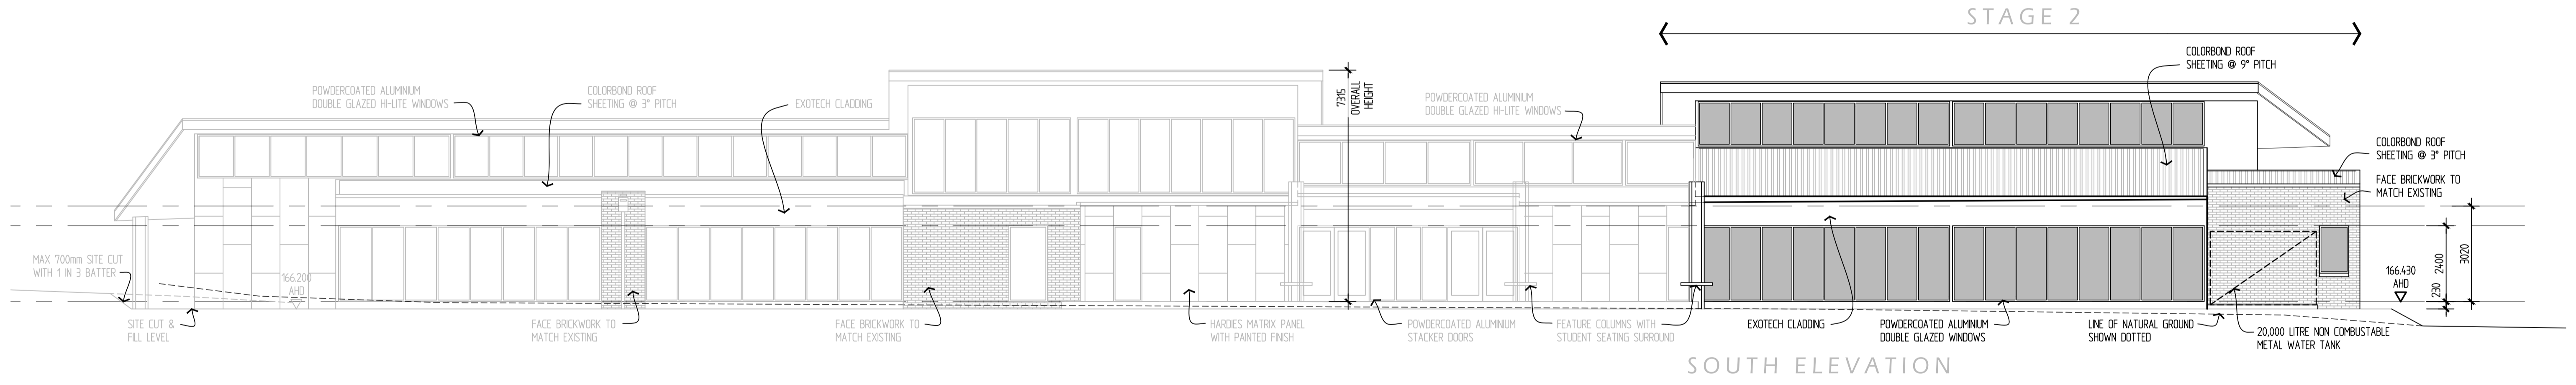 STAGE 2
COLORBOND ROOF
SHEETING @ 9° PITCH
POWDERCOATED ALUMINIUM
DOUBLE GLAZED HI-LITE WINDOWS
COLORBOND ROOF
SHEETING @ 3° PITCH
EXOTECH CLADDING
7315
OVERALL
HEIGHT
POWDERCOATED ALUMINIUM
DOUBLE GLAZED HI-LITE WINDOWS
COLORBOND ROOF
SHEETING @ 3° PITCH
FACE BRICKWORK TO
MATCH EXISTING
MAX 700mm SITE CUT
WITH 1 IN 3 BATTER
166.200
AHD
166.430
AHD
230
2400
3020
SITE CUT &
FILL LEVEL
FACE BRICKWORK TO
MATCH EXISTING
FACE BRICKWORK TO
MATCH EXISTING
HARDIES MATRIX PANEL
WITH PAINTED FINISH
POWDERCOATED ALUMINIUM
STACKER DOORS
FEATURE COLUMNS WITH
STUDENT SEATING SURROUND
EXOTECH CLADDING
POWDERCOATED ALUMINIUM
DOUBLE GLAZED WINDOWS
LINE OF NATURAL GROUND
SHOWN DOTTED
20,000 LITRE NON COMBUSTABLE
METAL WATER TANK
SOUTH ELEVATION